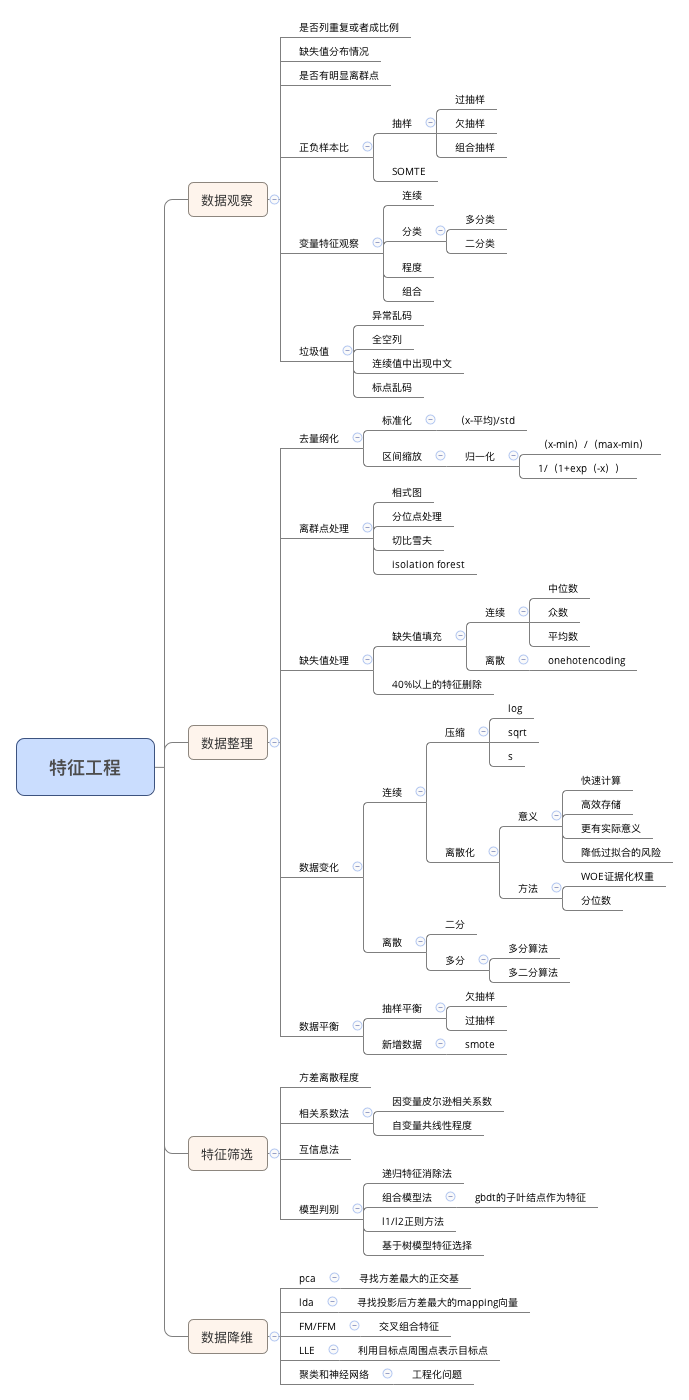 特征工程
数据观察
是否列重复或者成比例
缺失值分布情况
是否有明显离群点
正负样本比
抽样
过抽样
欠抽样
组合抽样
SOMTE
变量特征观察
连续
分类
多分类
二分类
程度
组合
垃圾值
异常乱码
全空列
连续值中出现中文
标点乱码
数据整理
去量纲化
标准化
（x-平均)/std
区间缩放
归一化
（x-min）/（max-min）
1/（1+exp（-x））
离群点处理
相式图
分位点处理
切比雪夫
isolation forest
缺失值处理
缺失值填充
连续
中位数
众数
平均数
离散
onehotencoding
40%以上的特征删除
数据变化
连续
压缩
log
sqrt
s
离散化
意义
快速计算
高效存储
更有实际意义
降低过拟合的风险
方法
WOE证据化权重
分位数
离散
二分
多分
多分算法
多二分算法
数据平衡
抽样平衡
欠抽样
过抽样
新增数据
smote
特征筛选
方差离散程度
相关系数法
因变量皮尔逊相关系数
自变量共线性程度
互信息法
模型判别
递归特征消除法
组合模型法
gbdt的子叶结点作为特征
l1/l2正则方法
基于树模型特征选择
数据降维
pca
寻找方差最大的正交基
lda
寻找投影后方差最大的mapping向量
FM/FFM
交叉组合特征
LLE
利用目标点周围点表示目标点
聚类和神经网络
工程化问题